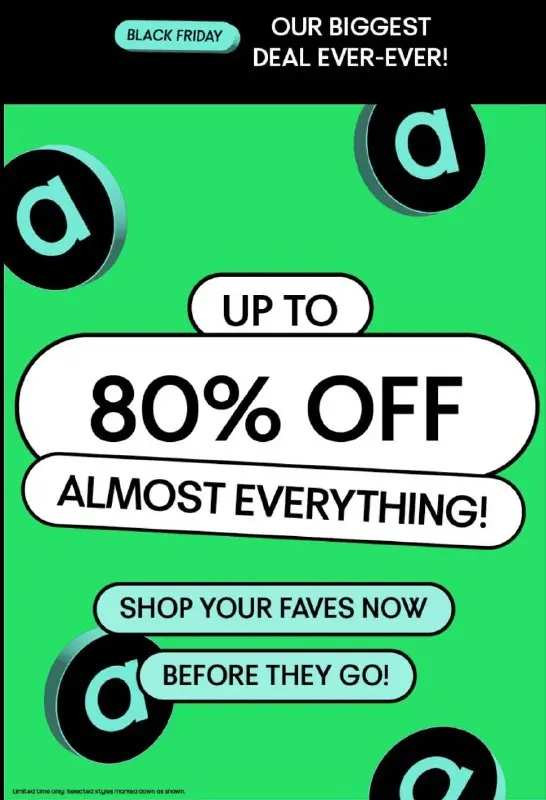 BLACK FRIDAY
OUR BIGGEST
DEAL EVER-EVER!
a
a
UP TO
80% OFF
ALMOST EVERYTHING!
SHOP YOUR FAVES NOW
a
BEFORE THEY GO!
a
Limited time only. Selected styles marked down as shown.